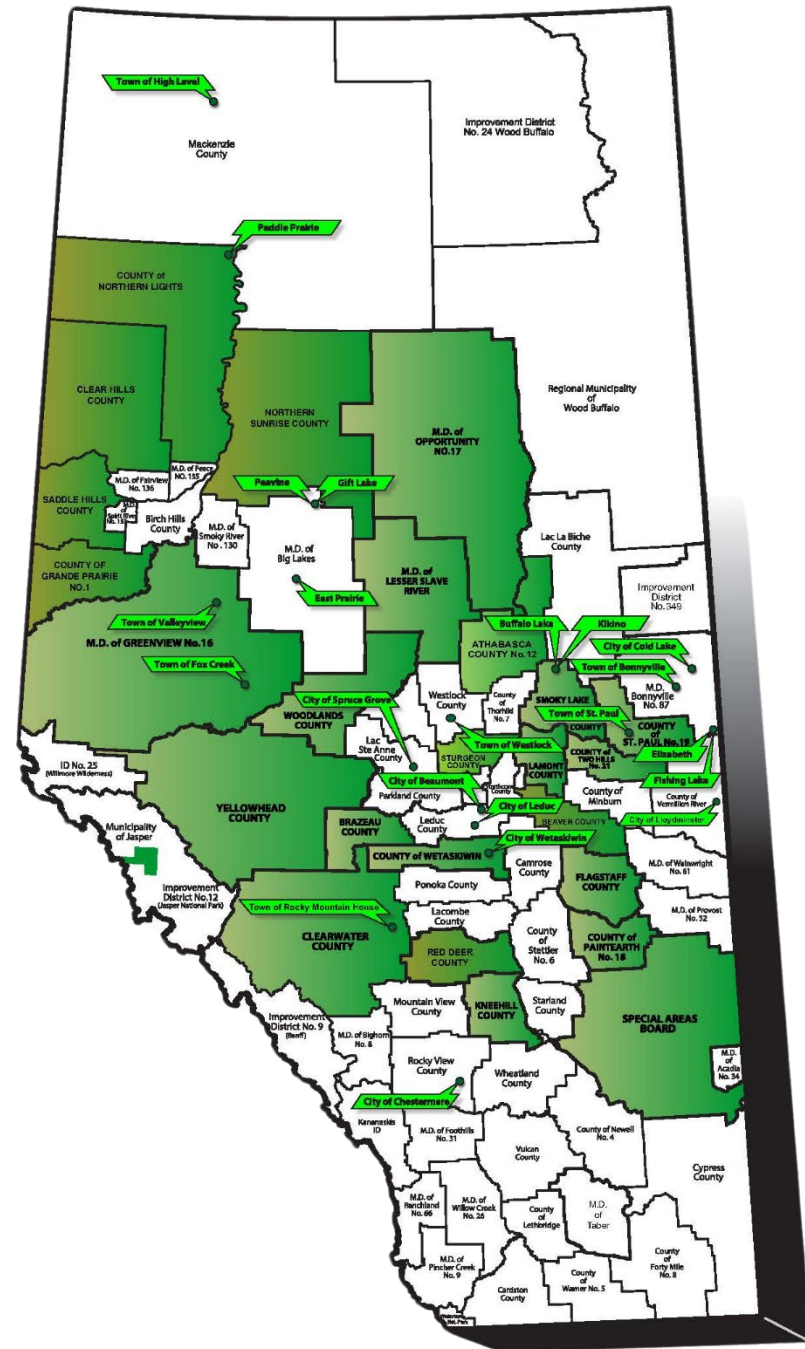 Town of High Level
Improvement District
No. 24 Wood Buffalo
Mackenzie
County
Paddle Prairie
COUNTY of
NORTHERN LIGHTS
CLEAR HILLS
COUNTY
NORTHERN
SUNRISE COUNTY
M.D. of
OPPORTUNITY
NO.17
Regional Municipality
of
Wood Buffalo
M.D. of Peace
NO. 135
M.D. of Fairview
No. 136
Peavine
Gift Lake
SADDLE HILLS
COUNTY
Birch Hills
County
M.D. of
Smoky River
No. 130
M.D. of
Big Lakes
Lac La Biche
County
COUNTY OF
GRANDE PRAIRIE
NO.1
M.D. of
LESSER SLAVE
RIVER
East Prairie
Improvement
District
No.349
Town of Valleyview
M.D. of GREENVIEW No.16
Buffalo Lake
Kikino
ATHABASCA
COUNTY No.12
City of Cold Lake
Town of Bonnyville
Town of Fox Creek
M.D.
Bonnyville
No. 87
City of Spruce Grove
Westlock
County
County
of
Thorhild
No. 7
SMOKY LAKE
COUNTY
Town of St. Paul
WOODLANDS
COUNTY
COUNTY
of
ST. PAUL No.19
Lac
Ste Anne
County
Town of Westlock
Elizabeth
ID No. 25
(Willmore Wilderness)
STURGEON
COUNTY
LAMONT
COUNTY
COUNTY of
TWO HILLS
No. 21
City of Beaumont
Fishing Lake
YELLOWHEAD
COUNTY
Parkland County
County of
Minburn
County of
Vermilion River
City of Leduc
Municipality
of Jasper
BRAZEAU
COUNTY
Leduc
County
BEAVER COUNTY
City of Lloydminster
City of Wetaskiwin
COUNTY of WETASKIWIN
Camrose
County
M.D. of Wainwright
No. 61
Improvement
District No.12
(Jasper National Park)
Ponoka County
FLAGSTAFF
COUNTY
Town of Rocky Mountain House
Lacombe
County
M.D. of Provost
No. 52
CLEARWATER
COUNTY
County
of
Stettler
No. 6
COUNTY of
PAINTEARTH
No. 18
RED DEER
COUNTY
Improvement
District No. 9
(Banff)
Mountain View
County
KNEEHILL
COUNTY
Starland
County
SPECIAL AREAS
BOARD
M.D. of Bighorn
No. 8
Rocky View
County
Wheatland
County
M.D.
of
Acadia
No. 34
City of Chestermere
Kananaskis
ID
M.D. of Foothills
No. 31
County of Newell
No. 4
Vulcan
County
Cypress
County
M.D. of
Ranchland
No. 66
M.D. of
Willow Creek
No. 26
County
of
Lethbridge
M.D.
of
Taber
M.D. of
Pincher Creek
No. 9
County
of
Forty Mile
No. 8
Cardston
County
County
of
Warner No. 5